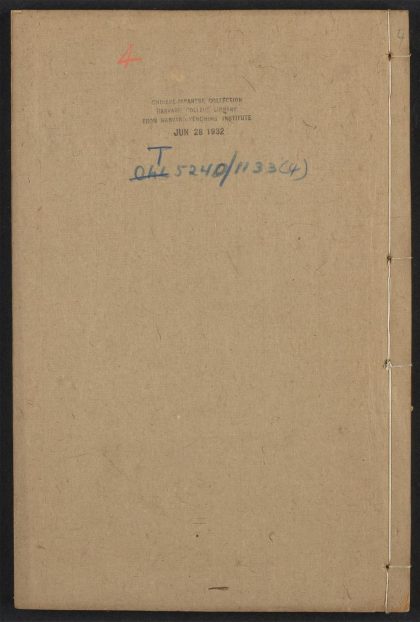 4
4
CHINESE-JAPANESE COLLECTION
HARVARD COLLEGE LIBRARY
FROM HARVARD-YENCHING INSTITUTE
JUN 28 1932
T
5240/1133(4)